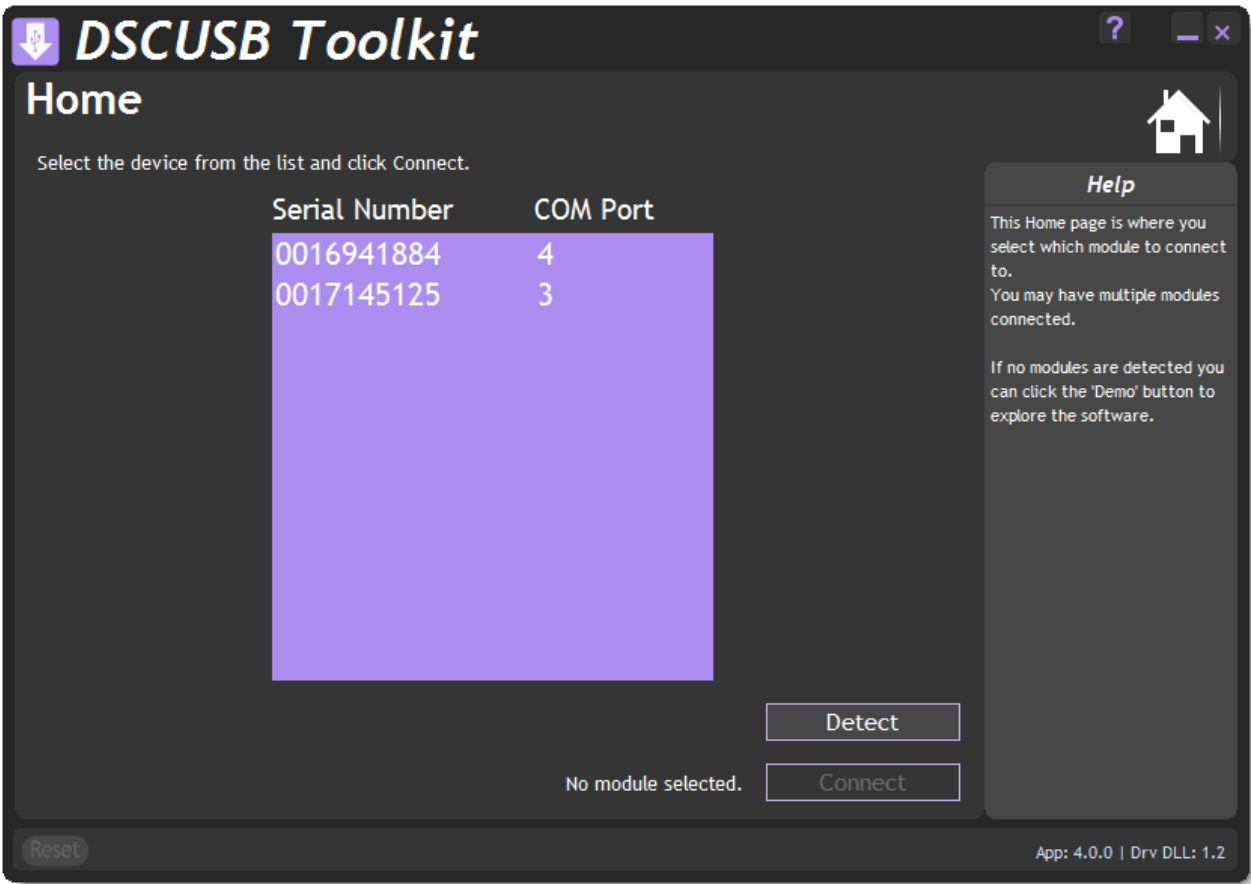 DSCUSB Toolkit
?
Home
Select the device from the list and click Connect.
Serial Number COM Port
0016941884 4
0017145125 3
Detect
No module selected. Connect
Help
This Home page is where you
select which module to connect
to.
You may have multiple modules
connected.
If no modules are detected you
can click the 'Demo' button to
explore the software.
Reset
App: 4.0.0 | Drv DLL: 1.2